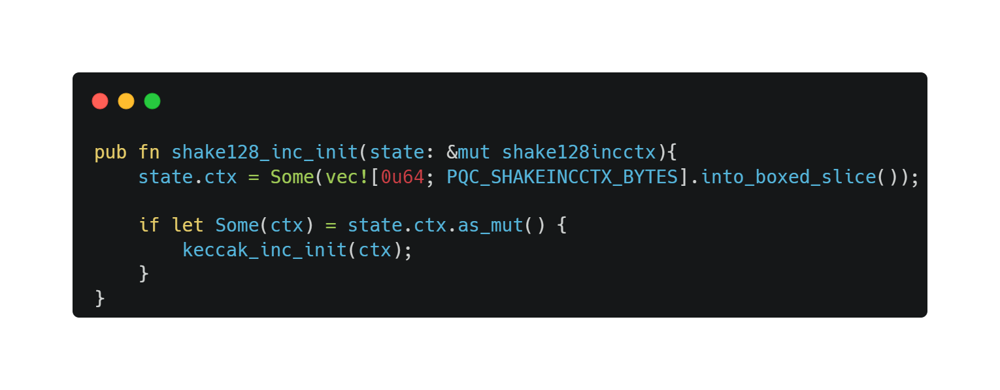 pub fn shake128_inc_init(state: &mut shake128incctx){
    state.ctx = Some(vec![0u64; PQC_SHAKEINCCTX_BYTES].into_boxed_slice());

    if let Some(ctx) = state.ctx.as_mut() {
        keccak_inc_init(ctx);
    }
}